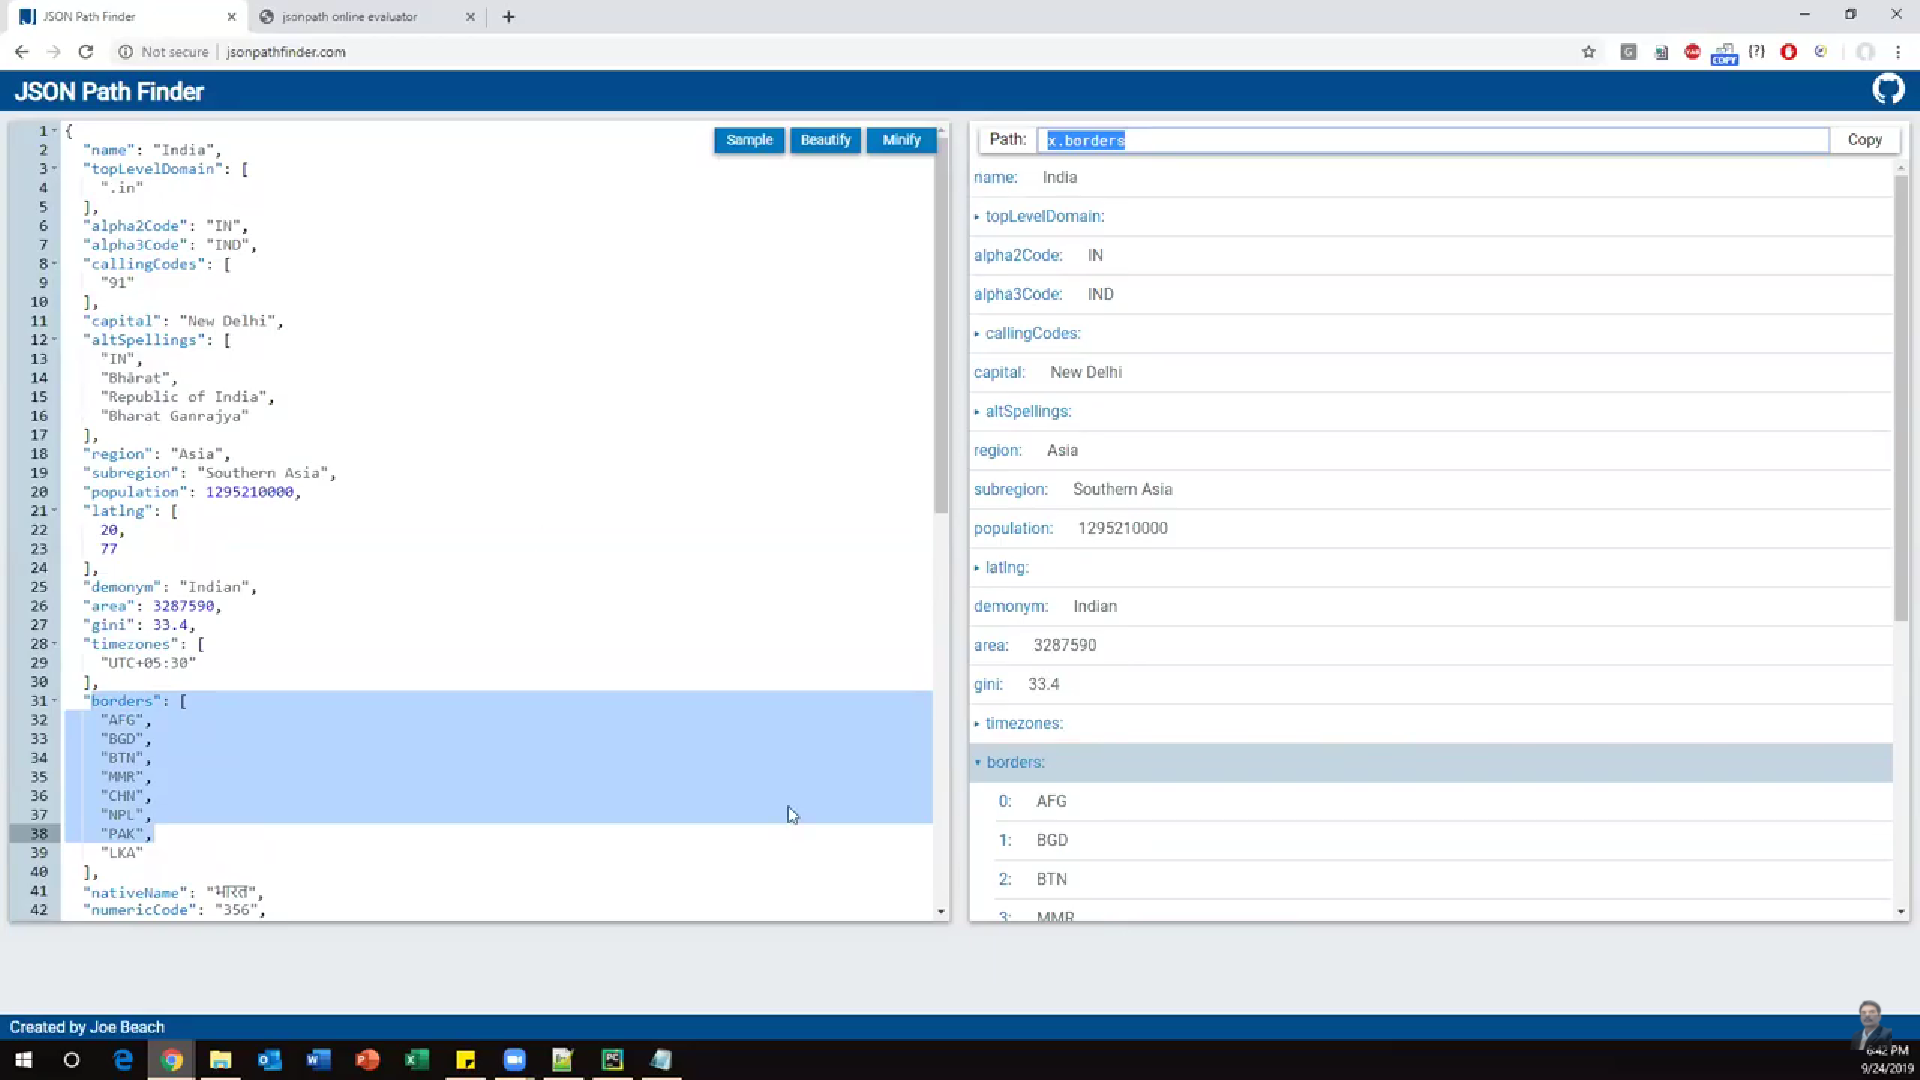 JSON Path Finder
jsonpath online evaluator
Not secure | jsonpathfinder.com
COPY
JSON Path Finder
Sample
Beautify
Minify
1 {
2 "name": "India",
3 "topLevelDomain": [
4 ".in"
5 ],
6 "alpha2Code": "IN",
7 "alpha3Code": "IND",
8 "callingCodes": [
9 "91"
10 ],
11 "capital": "New Delhi",
12 "altSpellings": [
13 "IN",
14 "Bhārat",
15 "Republic of India",
16 "Bharat Ganrajya"
17 ],
18 "region": "Asia",
19 "subregion": "Southern Asia",
20 "population": 1295210000,
21 "latlng": [
22 20,
23 77
24 ],
25 "demonym": "Indian",
26 "area": 3287590,
27 "gini": 33.4,
28 "timezones": [
29 "UTC+05:30"
30 ],
31 "borders": [
32 "AFG",
33 "BGD",
34 "BTN",
35 "MMR",
36 "CHN",
37 "NPL",
38 "PAK",
39 "LKA"
40 ],
41 "nativeName": "भारत",
42 "numericCode": "356",
Path: x.borders Copy
name: India
topLevelDomain:
alpha2Code: IN
alpha3Code: IND
callingCodes:
capital: New Delhi
altSpellings:
region: Asia
subregion: Southern Asia
population: 1295210000
latlng:
demonym: Indian
area: 3287590
gini: 33.4
timezones:
borders:
0: AFG
1: BGD
2: BTN
3: MMR
Created by Joe Beach
6:42 PM
9/24/2019